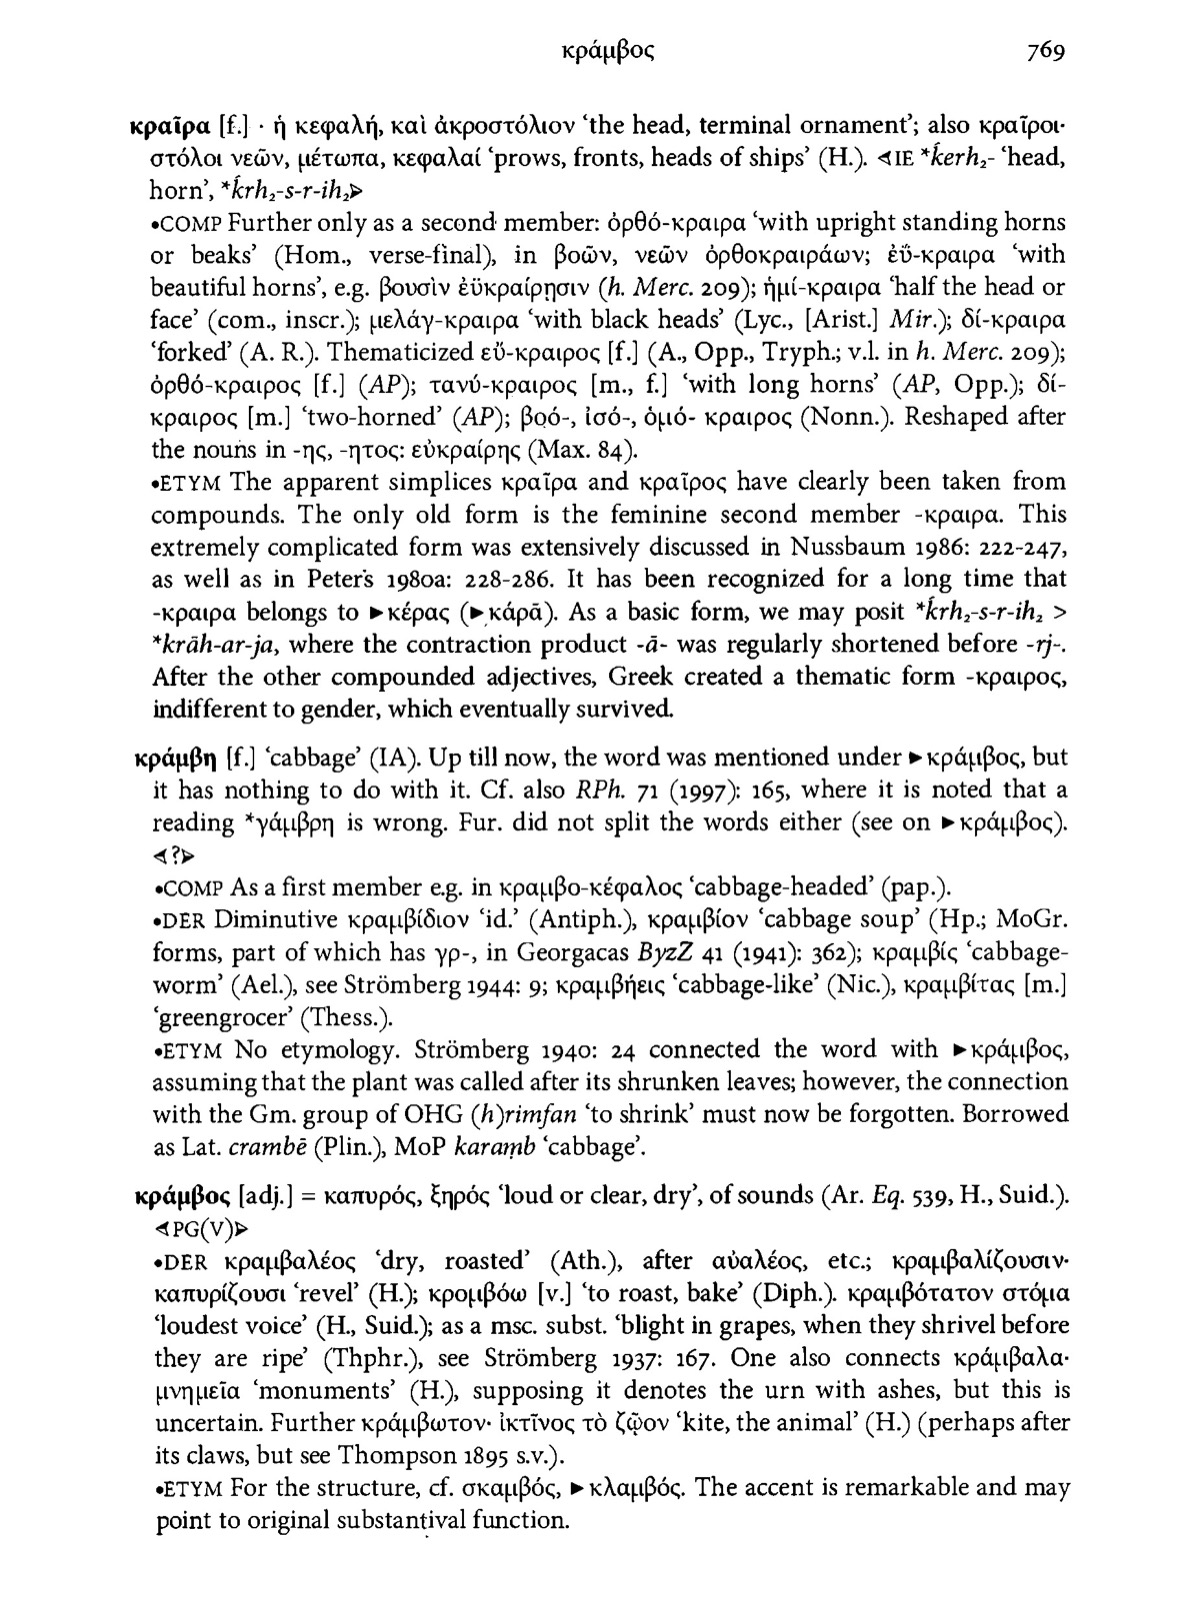 κράμβος 769
κραῖρα [f.] · ἡ κεφαλή, καὶ ἀκροστόλιον ‘the head, terminal ornament’; also κραῖροι·
στόλοι νεῶν, μέτωπα, κεφαλαί ‘prows, fronts, heads of ships’ (H.). ⊲IE *ḱerh₂- ‘head,
horn’, *ḱrh₂-s-r-ih₂⊳
•COMP Further only as a second member: ὀρθό-κραιρα ‘with upright standing horns
or beaks’ (Hom., verse-final), in βοῶν, νεῶν ὀρθοκραιράων; ἐΰ-κραιρα ‘with
beautiful horns’, e.g. βουσὶν ἐϋκραίρῃσιν (h. Merc. 209); ἡμί-κραιρα ‘half the head or
face’ (com., inscr.); μελάγ-κραιρα ‘with black heads’ (Lyc., [Arist.] Mir.); δί-κραιρα
‘forked’ (A. R.). Thematicized εὔ-κραιρος [f.] (A., Opp., Tryph.; v.l. in h. Merc. 209);
ὀρθό-κραιρος [f.] (AP); τανύ-κραιρος [m., f.] ‘with long horns’ (AP, Opp.); δί-
κραιρος [m.] ‘two-horned’ (AP); βοό-, ἰσό-, ὁμό- κραιρος (Nonn.). Reshaped after
the nouns in -ης, -ητος: εὐκραίρης (Max. 84).
•ETYM The apparent simplices κραῖρα and κραῖρος have clearly been taken from
compounds. The only old form is the feminine second member -κραιρα. This
extremely complicated form was extensively discussed in Nussbaum 1986: 222-247,
as well as in Peters 1980a: 228-286. It has been recognized for a long time that
-κραιρα belongs to ►κέρας (►κάρᾱ). As a basic form, we may posit *ḱrh₂-s-r-ih₂ >
*krāh-ar-ja, where the contraction product -ā- was regularly shortened before -rj-.
After the other compounded adjectives, Greek created a thematic form -κραιρος,
indifferent to gender, which eventually survived.
κράμβη [f.] ‘cabbage’ (IA). Up till now, the word was mentioned under ►κράμβος, but
it has nothing to do with it. Cf. also RPh. 71 (1997): 165, where it is noted that a
reading *γάμβρη is wrong. Fur. did not split the words either (see on ►κράμβος).
⊲?⊳
•COMP As a first member e.g. in κραμβο-κέφαλος ‘cabbage-headed’ (pap.).
•DER Diminutive κραμβίδιον ‘id.’ (Antiph.), κραμβίον ‘cabbage soup’ (Hp.; MoGr.
forms, part of which has γρ-, in Georgacas ByzZ 41 (1941): 362); κραμβίς ‘cabbage-
worm’ (Ael.), see Strömberg 1944: 9; κραμβήεις ‘cabbage-like’ (Nic.), κραμβίτας [m.]
‘greengrocer’ (Thess.).
•ETYM No etymology. Strömberg 1940: 24 connected the word with ►κράμβος,
assuming that the plant was called after its shrunken leaves; however, the connection
with the Gm. group of OHG (h)rimfan ‘to shrink’ must now be forgotten. Borrowed
as Lat. crambē (Plin.), MoP karamb ‘cabbage’.
κράμβος [adj.] = καπυρός, ξηρός ‘loud or clear, dry’, of sounds (Ar. Eq. 539, H., Suid.).
⊲PG(V)⊳
•DER κραμβαλέος ‘dry, roasted’ (Ath.), after αὐαλέος, etc.; κραμβαλίζουσιν·
καπυρίζουσι ‘revel’ (H.); κρομβόω [v.] ‘to roast, bake’ (Diph.). κραμβότατον στόμα
‘loudest voice’ (H., Suid.); as a msc. subst. ‘blight in grapes, when they shrivel before
they are ripe’ (Thphr.), see Strömberg 1937: 167. One also connects κράμβαλα·
μνημεῖα ‘monuments’ (H.), supposing it denotes the urn with ashes, but this is
uncertain. Further κράμβωτον· ἰκτῖνος τὸ ζῷον ‘kite, the animal’ (H.) (perhaps after
its claws, but see Thompson 1895 s.v.).
•ETYM For the structure, cf. σκαμβός, ►κλαμβός. The accent is remarkable and may
point to original substantival function.